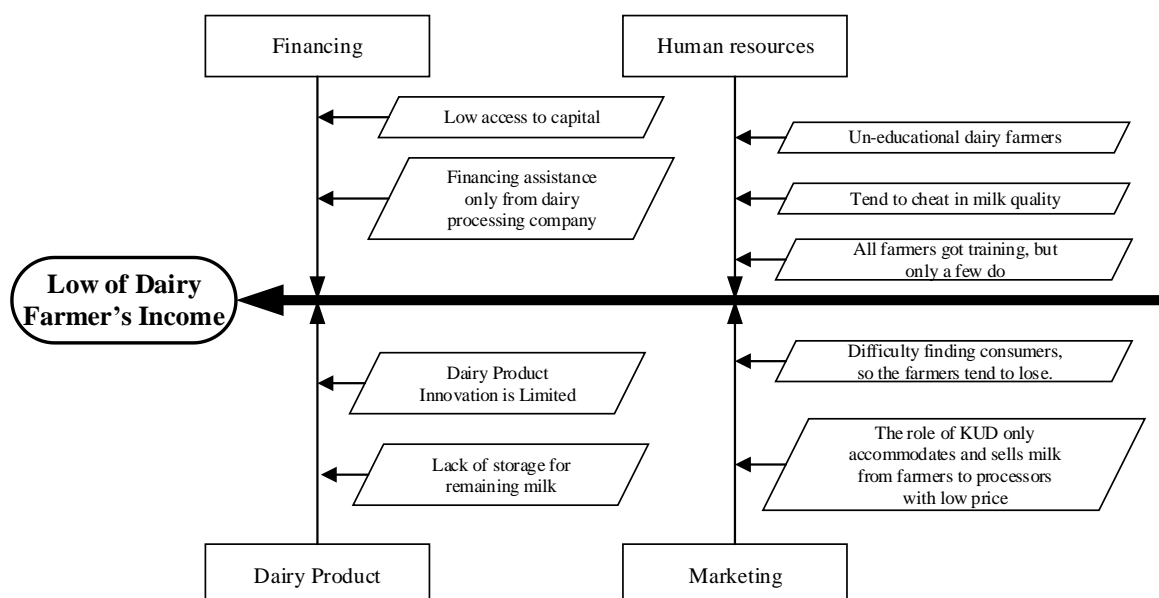 Financing
Human resources
Low access to capital
Un-educational dairy farmers
Financing assistance
only from dairy
processing company
Tend to cheat in milk quality
All farmers got training, but
only a few do
Low of Dairy
Farmer’s Income
Difficulty finding consumers,
so the farmers tend to lose.
Dairy Product
Innovation is Limited
The role of KUD only
accommodates and sells milk
from farmers to processors
with low price
Lack of storage for
remaining milk
Dairy Product
Marketing